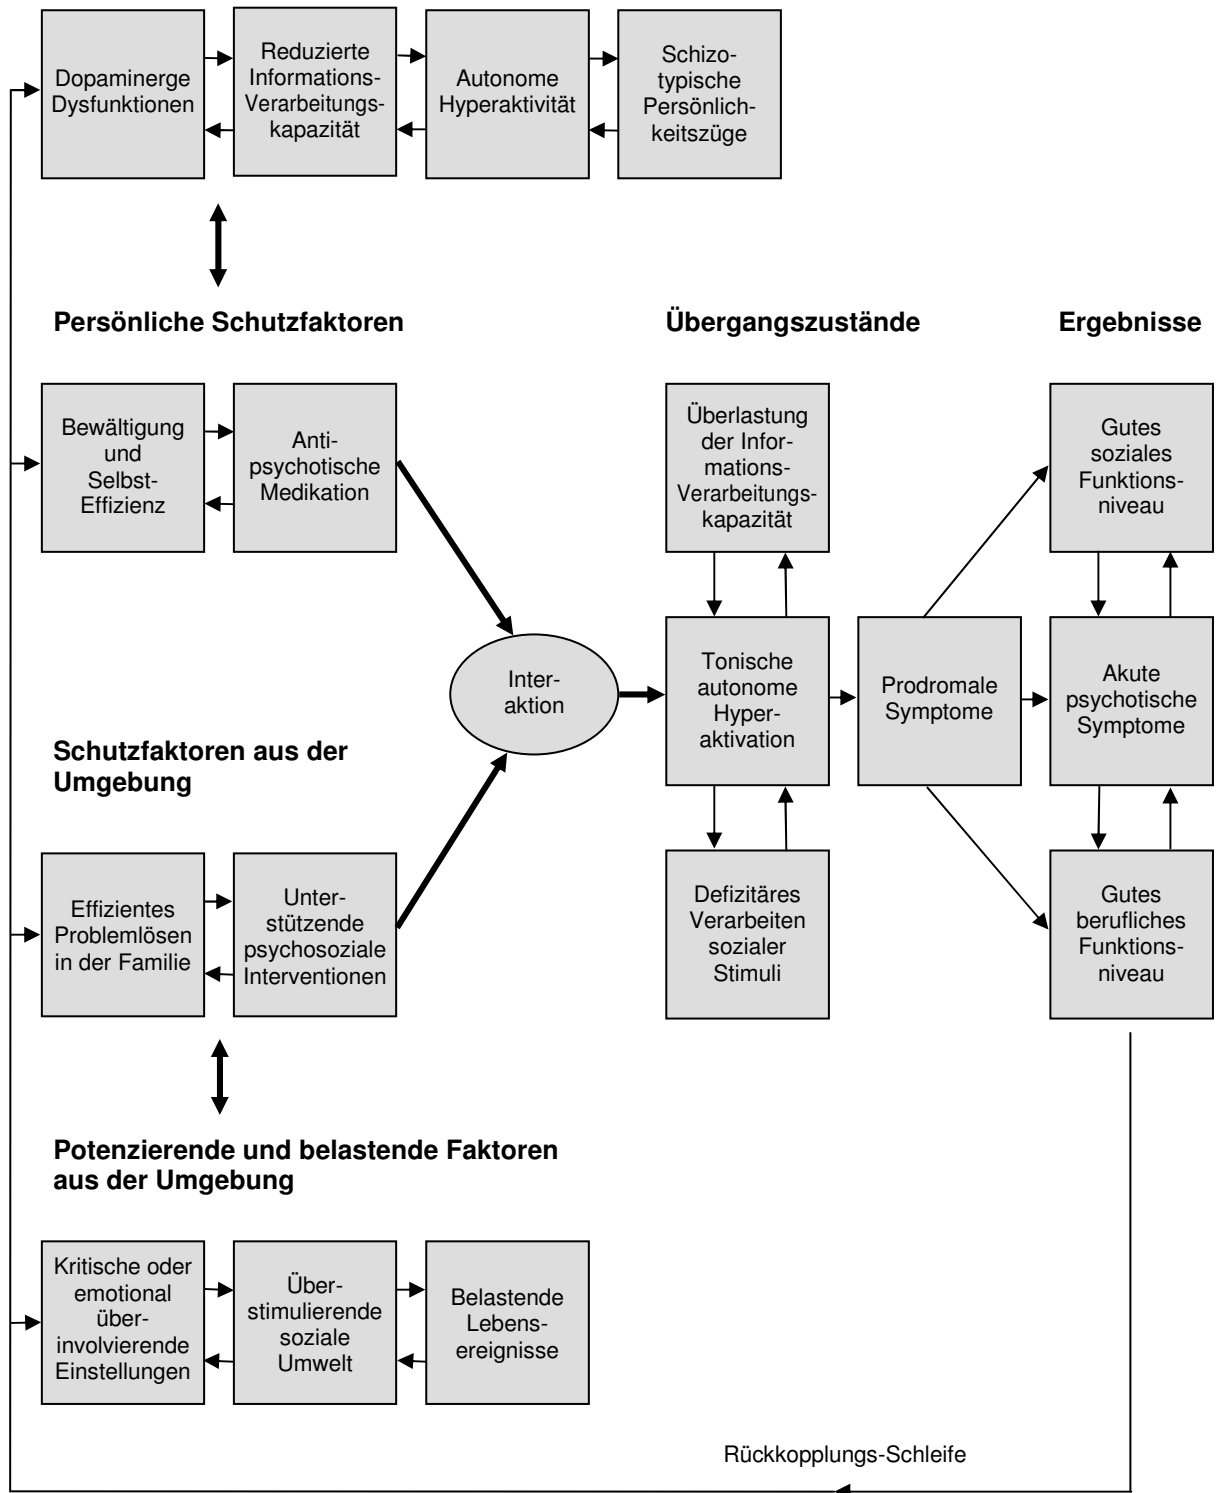 Dopaminerge
Dysfunktionen
Reduzierte
Informations-
Verarbeitungs-
kapazität
Autonome
Hyperaktivität
Schizo-
typische
Persönlich-
keitszüge
Persönliche Schutzfaktoren
Bewältigung
und
Selbst-
Effizienz
Anti-
psychotische
Medikation
Schutzfaktoren aus der
Umgebung
Effizientes
Problemlösen
in der Familie
Unter-
stützende
psychosoziale
Interventionen
Inter-
aktion
Übergangszustände
Überlastung
der Infor-
mations-
Verarbeitungs-
kapazität
Tonische
autonome
Hyper-
aktivation
Defizitäres
Verarbeiten
sozialer
Stimuli
Prodromale
Symptome
Ergebnisse
Gutes
soziales
Funktions-
niveau
Akute
psychotische
Symptome
Gutes
berufliches
Funktions-
niveau
Potenzierende und belastende Faktoren
aus der Umgebung
Kritische oder
emotional
über-
involvierende
Einstellungen
Über-
stimulierende
soziale
Umwelt
Belastende
Lebens-
ereignisse
Rückkopplungs-Schleife